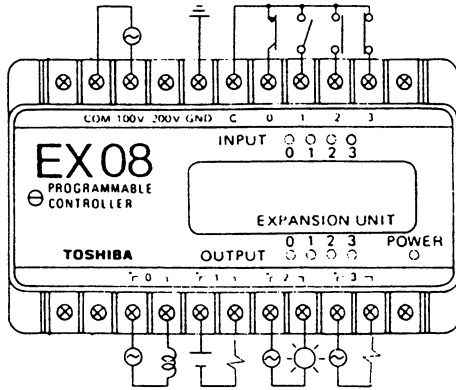 COM 100V 200V GND C 0 1 2 3
INPUT
0 1 2 3
EX08
PROGRAMMABLE
CONTROLLER
EXPANSION UNIT
0 1 2 3
POWER
TOSHIBA
OUTPUT
0 1 2 3